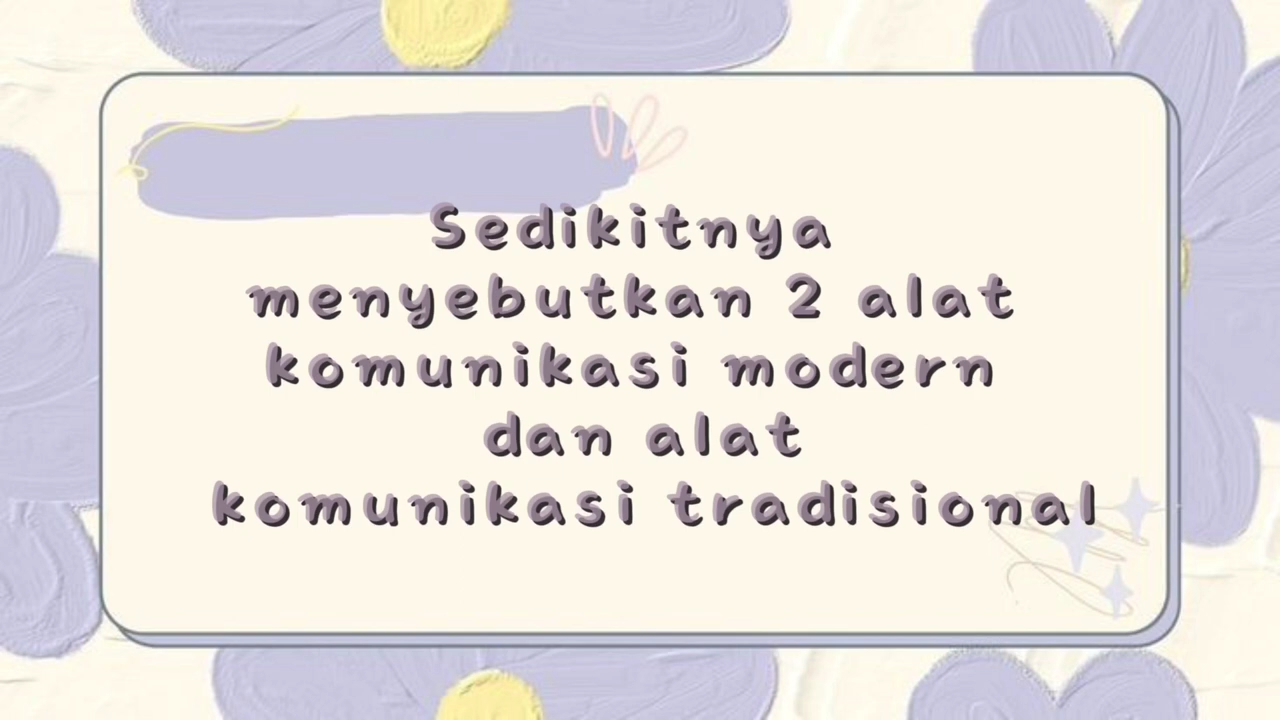 Sedikitnya
menyebutkan 2 alat
komunikasi modern
dan alat
komunikasi tradisional